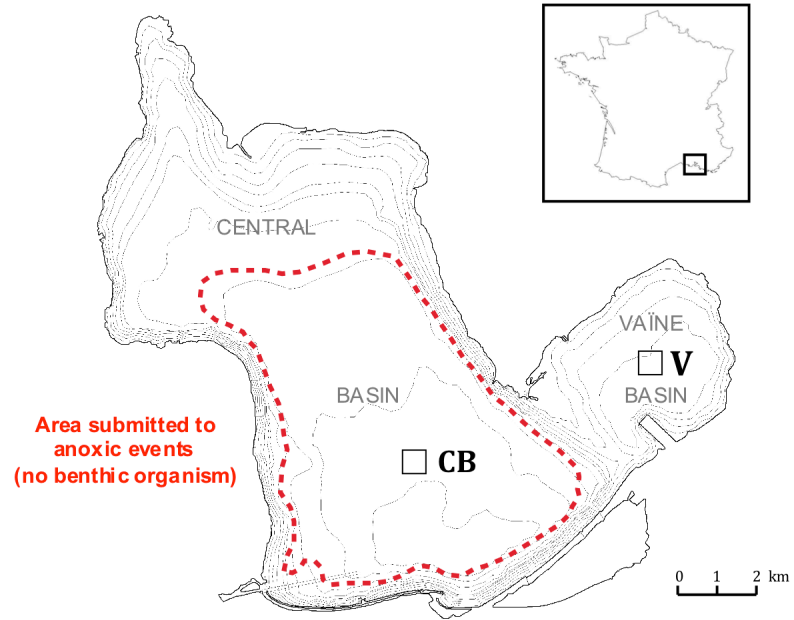 CENTRAL
VAÏNE
V
BASIN
BASIN
CB
Area submitted to
anoxic events
(no benthic organism)
0 1 2 km